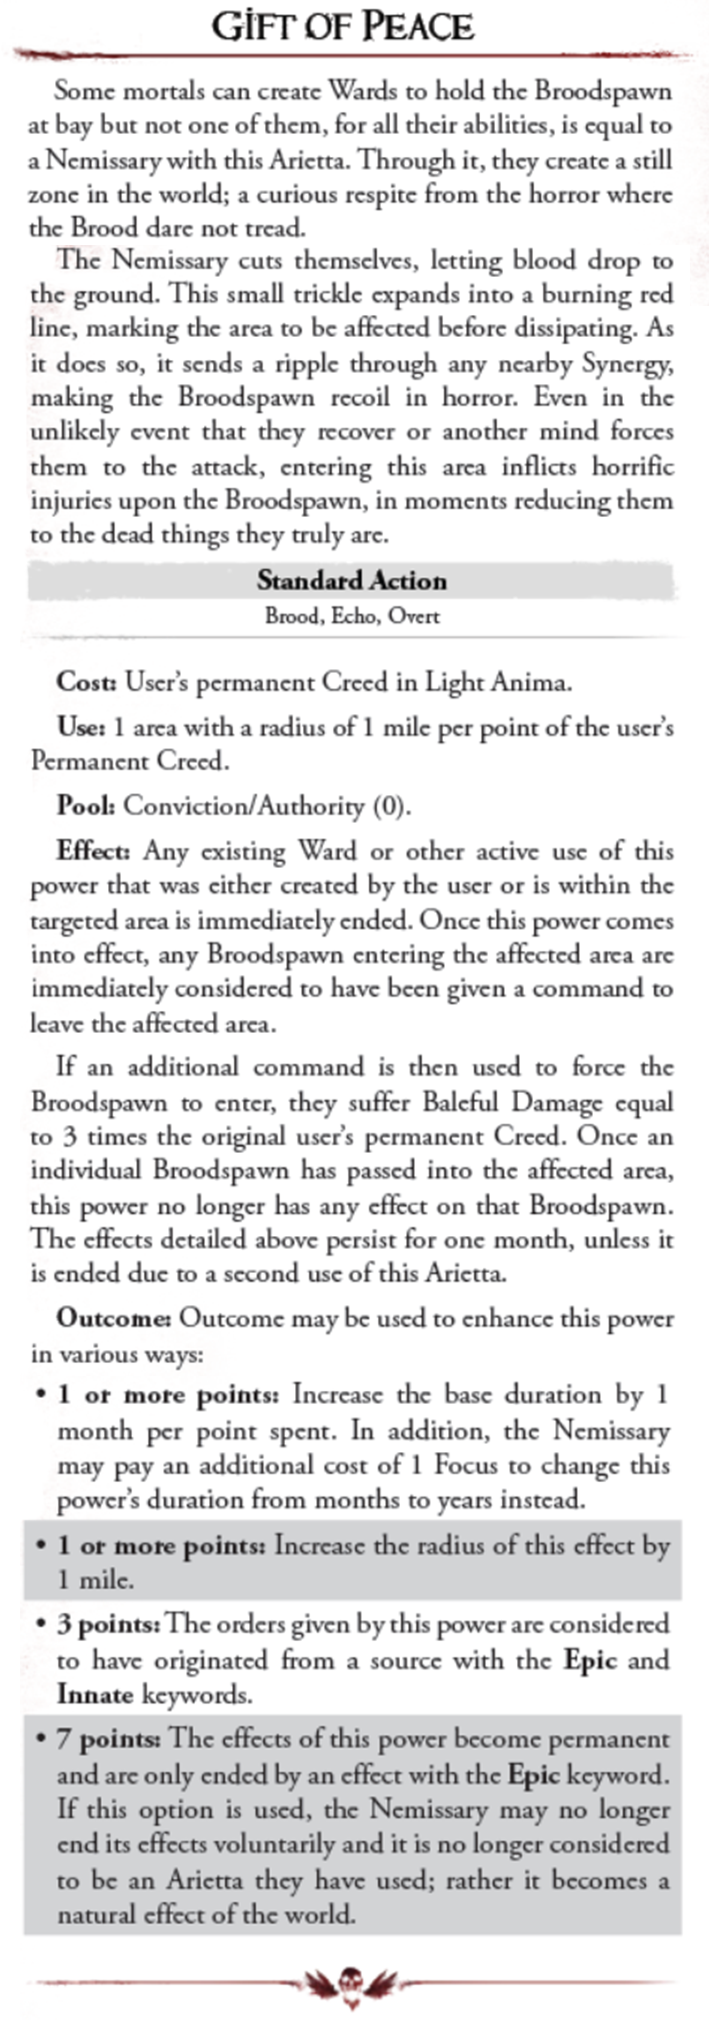 GIFT OF PEACE
Some mortals can create Wards to hold the Broodspawn
at bay but not one of them, for all their abilities, is equal to
a Nemissary with this Arietta. Through it, they create a still
zone in the world; a curious respite from the horror where
the Brood dare not tread.
The Nemissary cuts themselves, letting blood drop to
the ground. This small trickle expands into a burning red
line, marking the area to be affected before dissipating. As
it does so, it sends a ripple through any nearby Synergy,
making the Broodspawn recoil in horror. Even in the
unlikely event that they recover or another mind forces
them to the attack, entering this area inflicts horrific
injuries upon the Broodspawn, in moments reducing them
to the dead things they truly are.
Standard Action
Brood, Echo, Overt
Cost: User's permanent Creed in Light Anima.
Use: 1 area with a radius of 1 mile per point of the user's
Permanent Creed.
Pool: Conviction/Authority (0).
Effect: Any existing Ward or other active use of this
power that was either created by the user or is within the
targeted area is immediately ended. Once this power comes
into effect, any Broodspawn entering the affected area are
immediately considered to have been given a command to
leave the affected area.
If an additional command is then used to force the
Broodspawn to enter, they suffer Baleful Damage equal
to 3 times the original user's permanent Creed. Once an
individual Broodspawn has passed into the affected area,
this power no longer has any effect on that Broodspawn.
The effects detailed above persist for one month, unless it
is ended due to a second use of this Arietta.
Outcome: Outcome may be used to enhance this power
in various ways:
• 1 or more points: Increase the base duration by 1
month per point spent. In addition, the Nemissary
may pay an additional cost of 1 Focus to change this
power's duration from months to years instead.
• 1 or more points: Increase the radius of this effect by
1 mile.
• 3 points: The orders given by this power are considered
to have originated from a source with the Epic and
Innate keywords.
• 7 points: The effects of this power become permanent
and are only ended by an effect with the Epic keyword.
If this option is used, the Nemissary may no longer
end its effects voluntarily and it is no longer considered
to be an Arietta they have used; rather it becomes a
natural effect of the world.